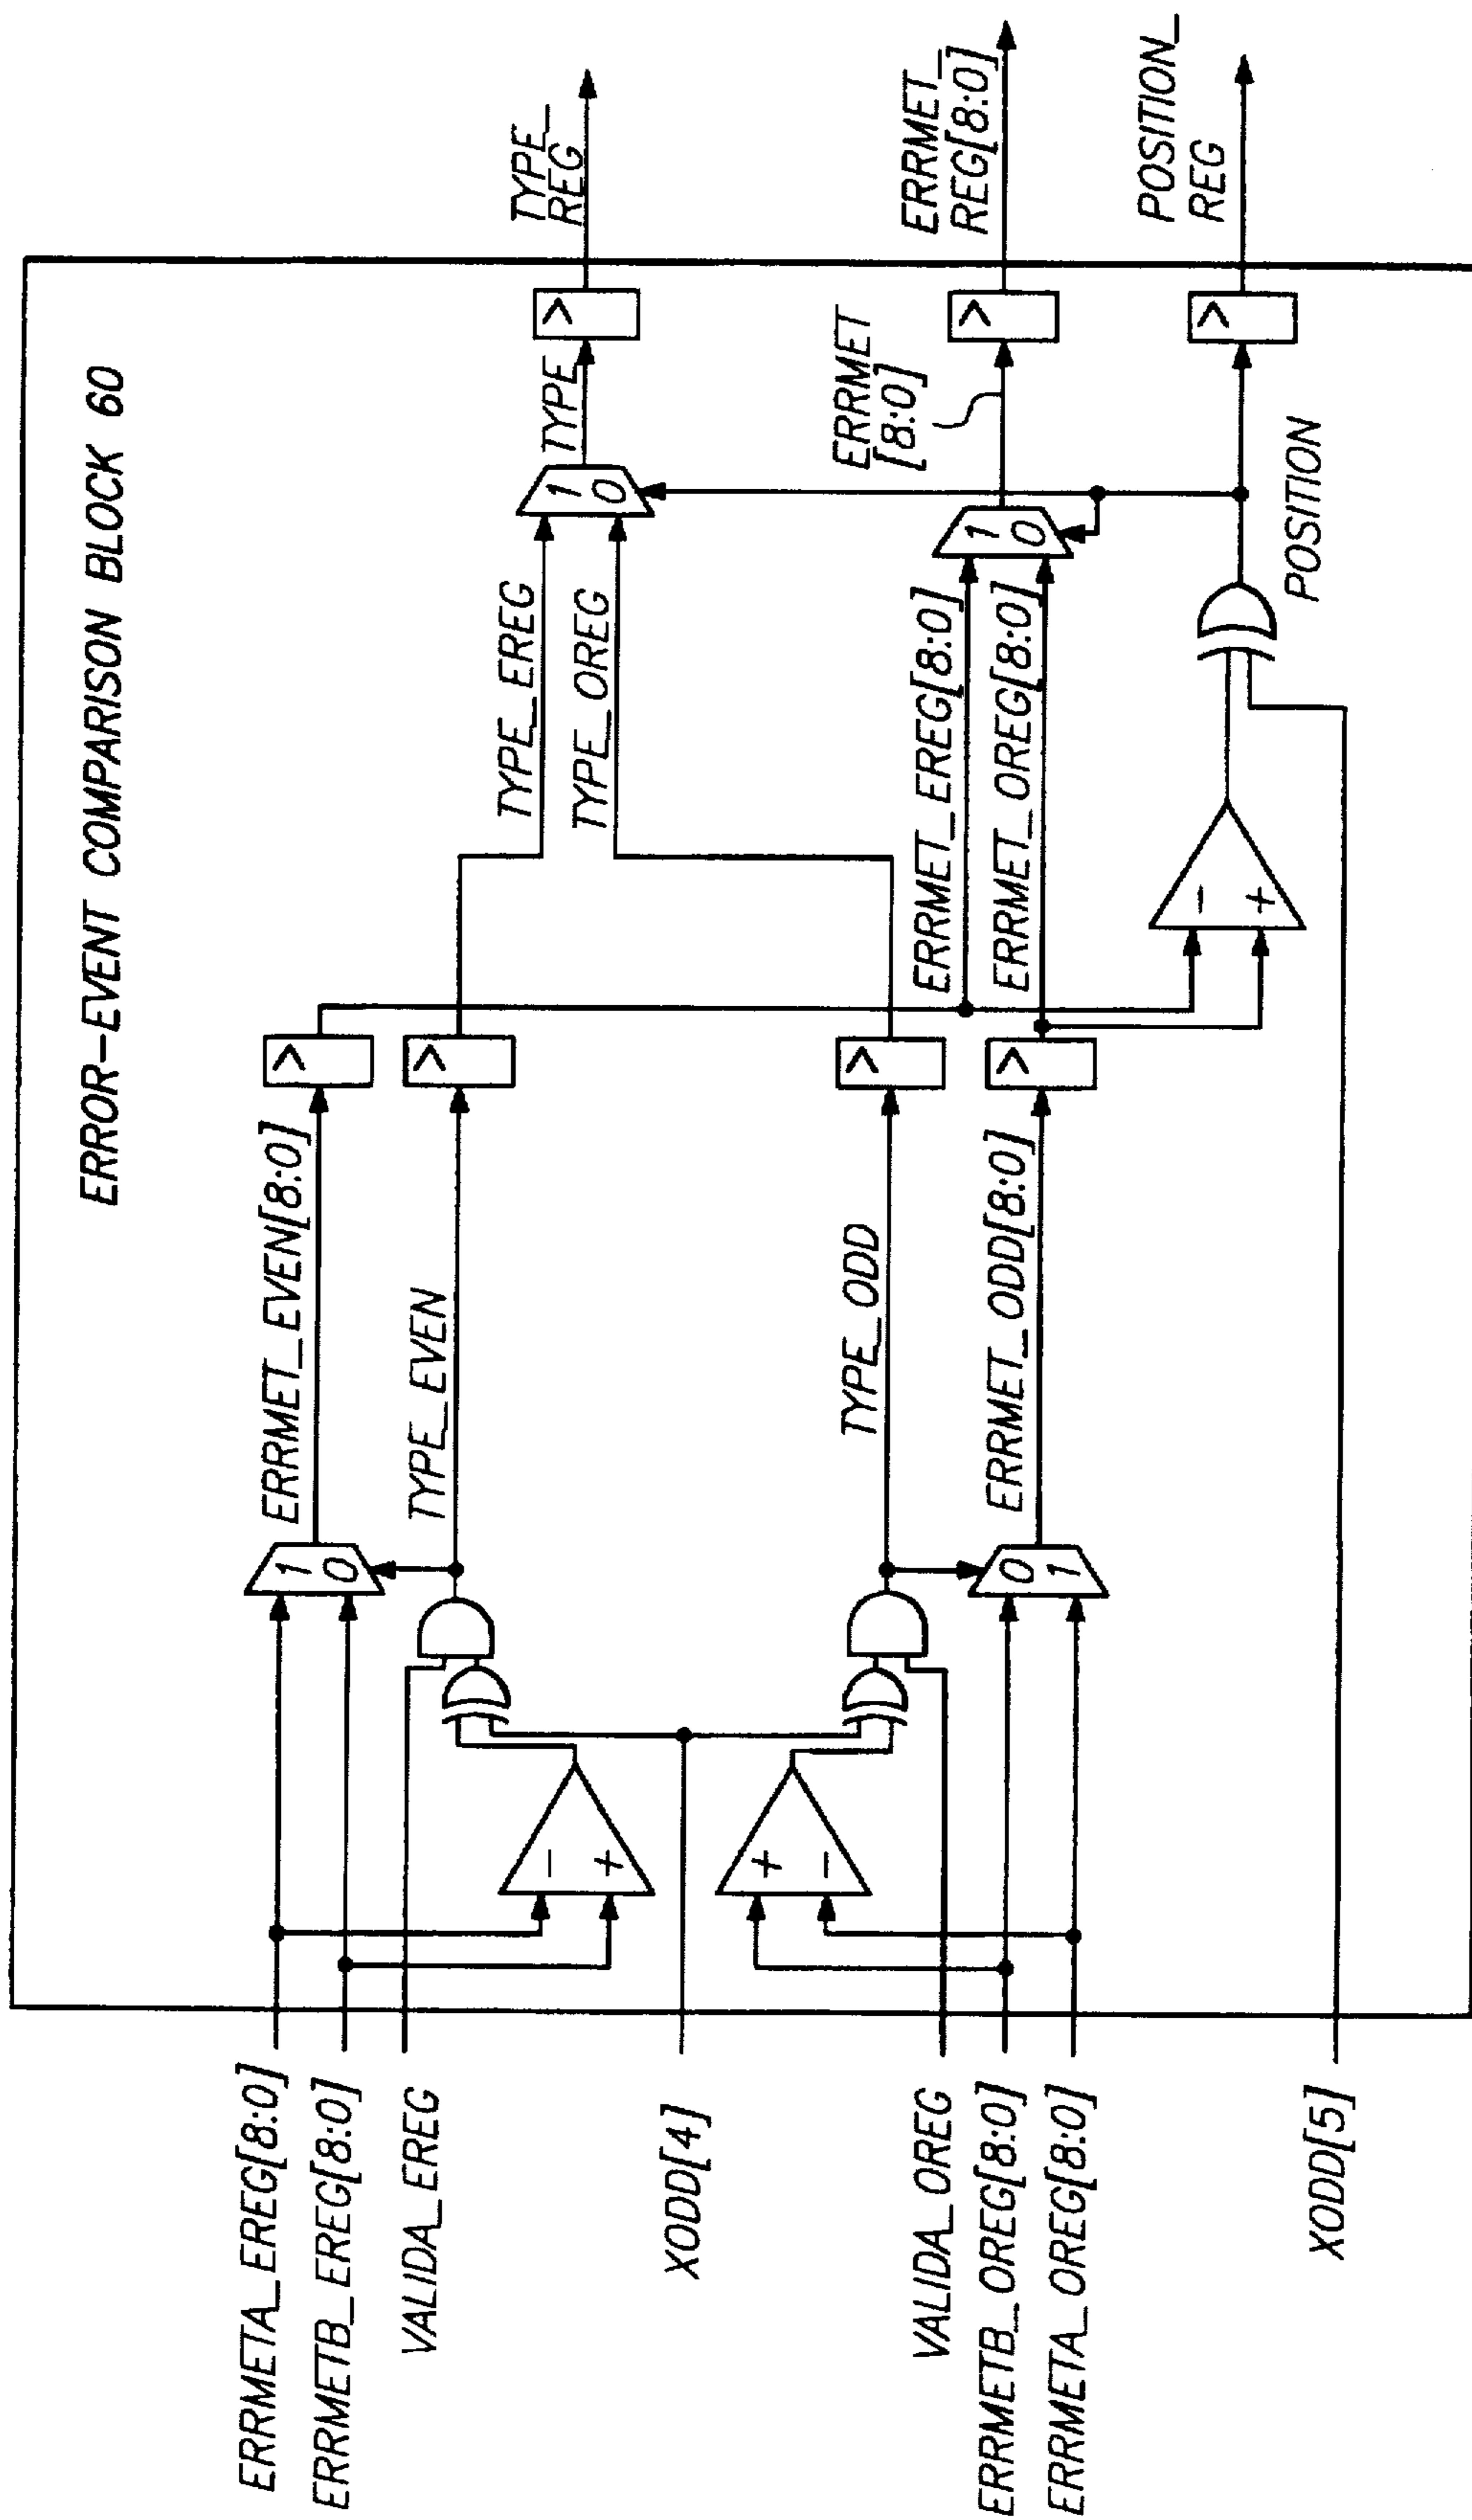 ERROR-EVENT COMPARISON BLOCK 60
ERRMETA_EREG[8:0]
ERRMETB_EREG[8:0]
VALIDA_EREG
XODD[4]
VALIDA_OREG
ERRMETB_OREG[8:0]
ERRMETA_OREG[8:0]
XODD[5]
-
+
+
-
1
0
0
1
ERRMET_EVEN[8:0]
TYPE_EVEN
TYPE_ODD
ERRMET_ODD[8:0]
>
>
>
>
-
+
TYPE_EREG
TYPE_OREG
ERRMET_EREG[8:0]
ERRMET_OREG[8:0]
1
0
1
0
TYPE
ERRMET
[8:0]
POSITION
>
>
>
TYPE_
REG
ERRMET_
REG[8:0]
POSITION_
REG